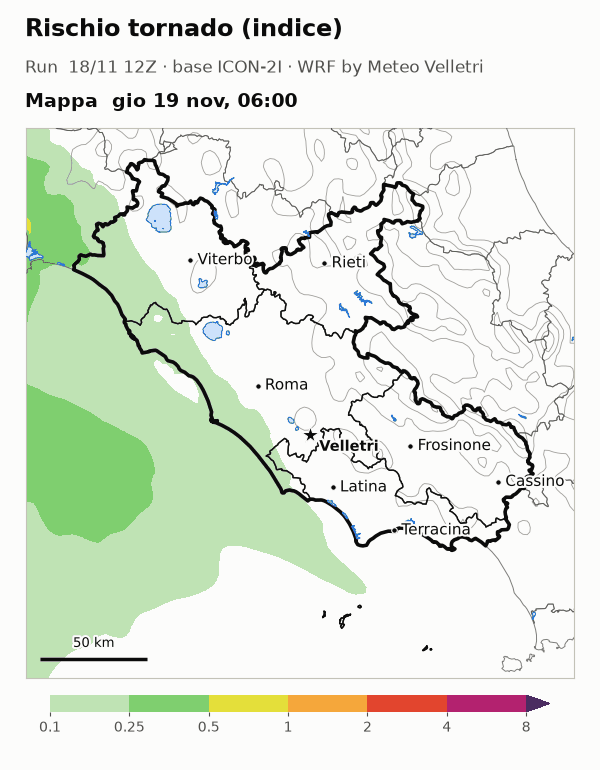 Rischio tornado (indice)
Run 18/11 12Z · base ICON-2I · WRF by Meteo Velletri
Mappa gio 19 nov, 06:00
Viterbo
Rieti
Roma
Velletri
Frosinone
Latina
Cassino
Terracina
50 km
0.1 0.25 0.5 1 2 4 8